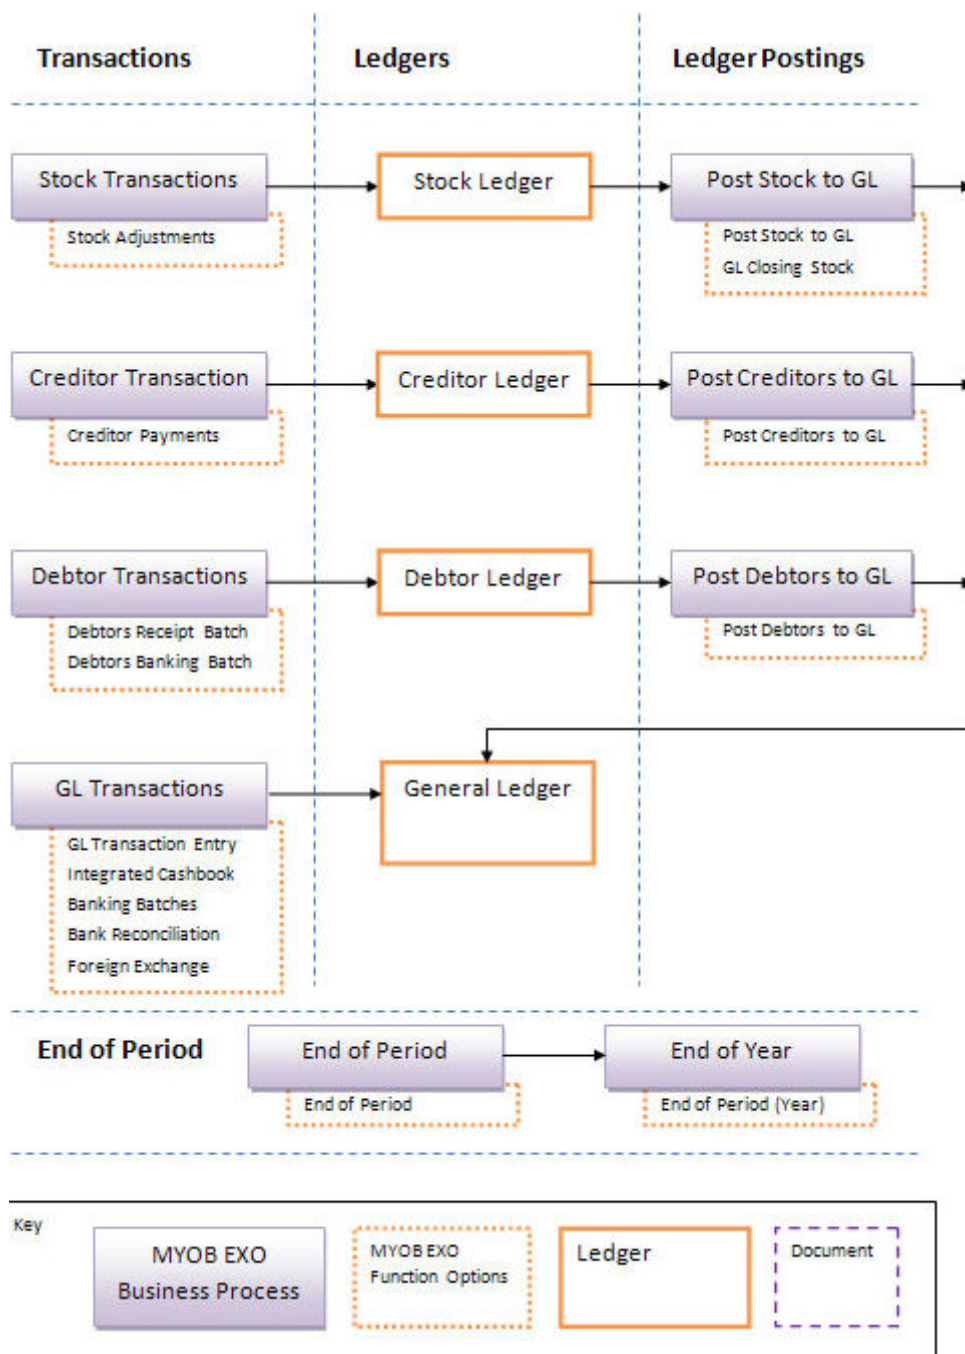 Transactions
Ledgers
Ledger Postings
Stock Transactions
Stock Ledger
Post Stock to GL
Stock Adjustments
Post Stock to GL
GL Closing Stock
Creditor Transaction
Creditor Ledger
Post Creditors to GL
Creditor Payments
Post Creditors to GL
Debtor Transactions
Debtor Ledger
Post Debtors to GL
Debtors Receipt Batch
Debtors Banking Batch
Post Debtors to GL
GL Transactions
General Ledger
GL Transaction Entry
Integrated Cashbook
Banking Batches
Bank Reconciliation
Foreign Exchange
End of Period
End of Period
End of Year
End of Period
End of Period (Year)
Key
MYOB EXO
Business Process
MYOB EXO
Function Options
Ledger
Document